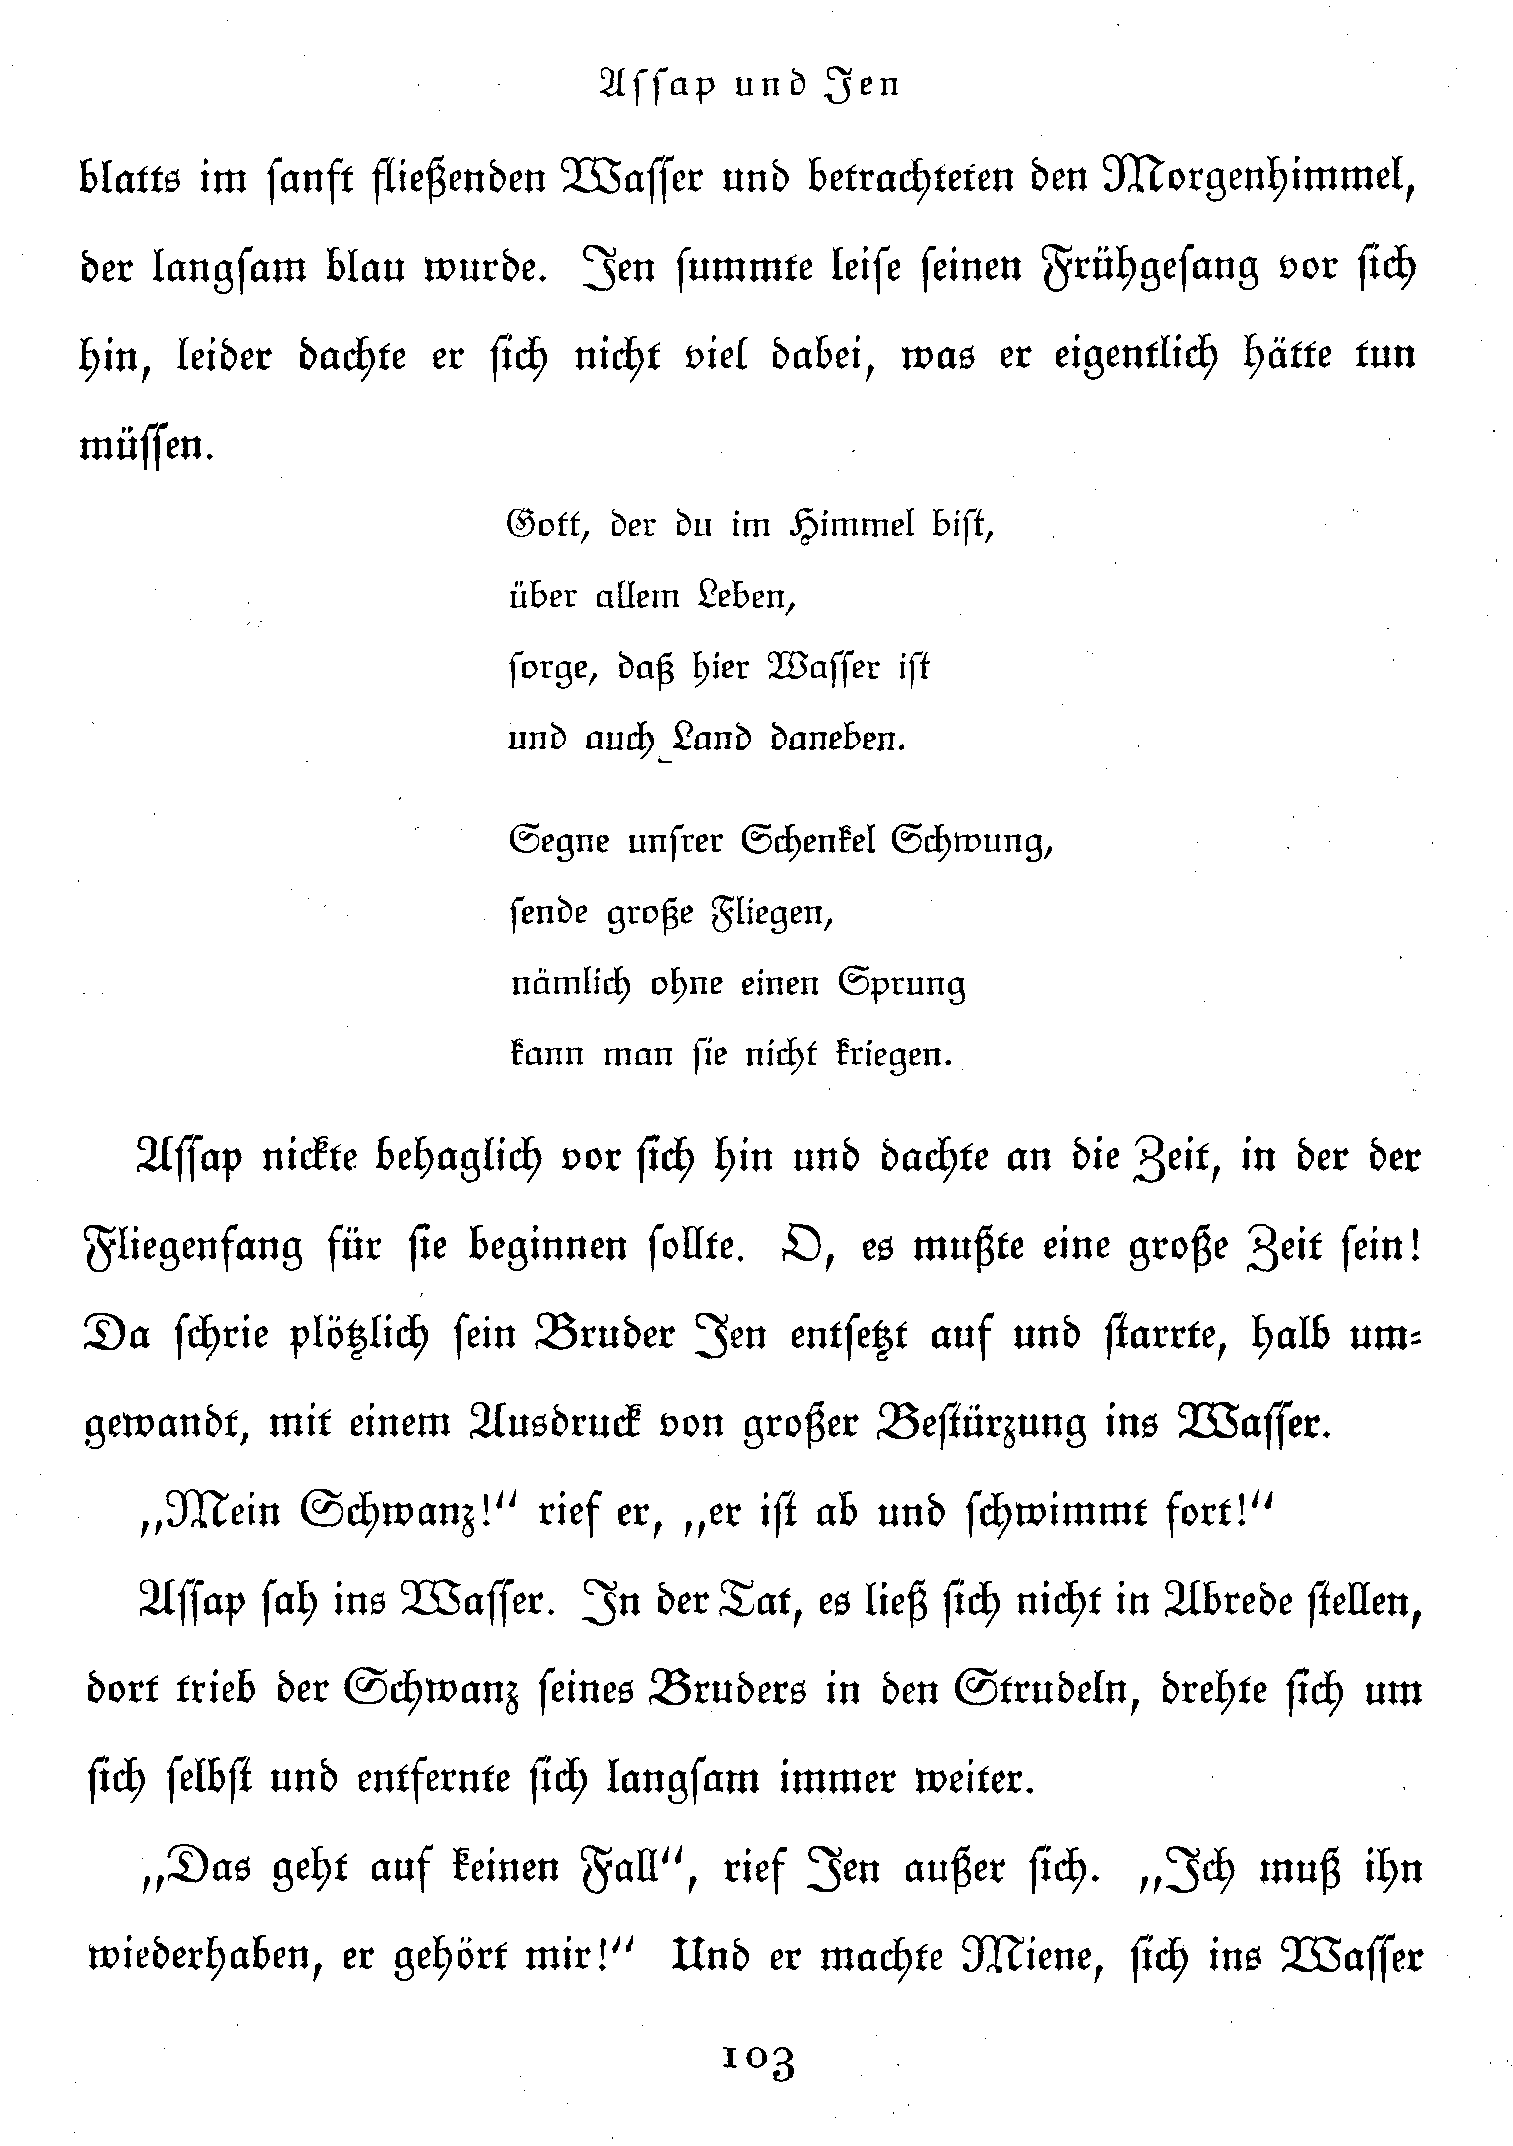 Assap und Jen
blatts im sanft fließenden Wasser und betrachteten den Morgenhimmel,
der langsam blau wurde. Jen summte leise seinen Frühgesang vor sich
hin, leider dachte er sich nicht viel dabei, was er eigentlich hätte tun
müssen.
Gott, der du im Himmel bist,
über allem Leben,
sorge, daß hier Wasser ist
und auch Land daneben.
Segne unsrer Schenkel Schwung,
sende große Fliegen,
nämlich ohne einen Sprung
kann man sie nicht kriegen.
Assap nickte behaglich vor sich hin und dachte an die Zeit, in der der
Fliegenfang für sie beginnen sollte. O, es mußte eine große Zeit sein!
Da schrie plötzlich sein Bruder Jen entsetzt auf und starrte, halb um-
gewandt, mit einem Ausdruck von großer Bestürzung ins Wasser.
„Mein Schwanz!“ rief er, „er ist ab und schwimmt fort!“
Assap sah ins Wasser. In der Tat, es ließ sich nicht in Abrede stellen,
dort trieb der Schwanz seines Bruders in den Strudeln, drehte sich um
sich selbst und entfernte sich langsam immer weiter.
„Das geht auf keinen Fall“, rief Jen außer sich. „Ich muß ihn
wiederhaben, er gehört mir!“ Und er machte Miene, sich ins Wasser
103